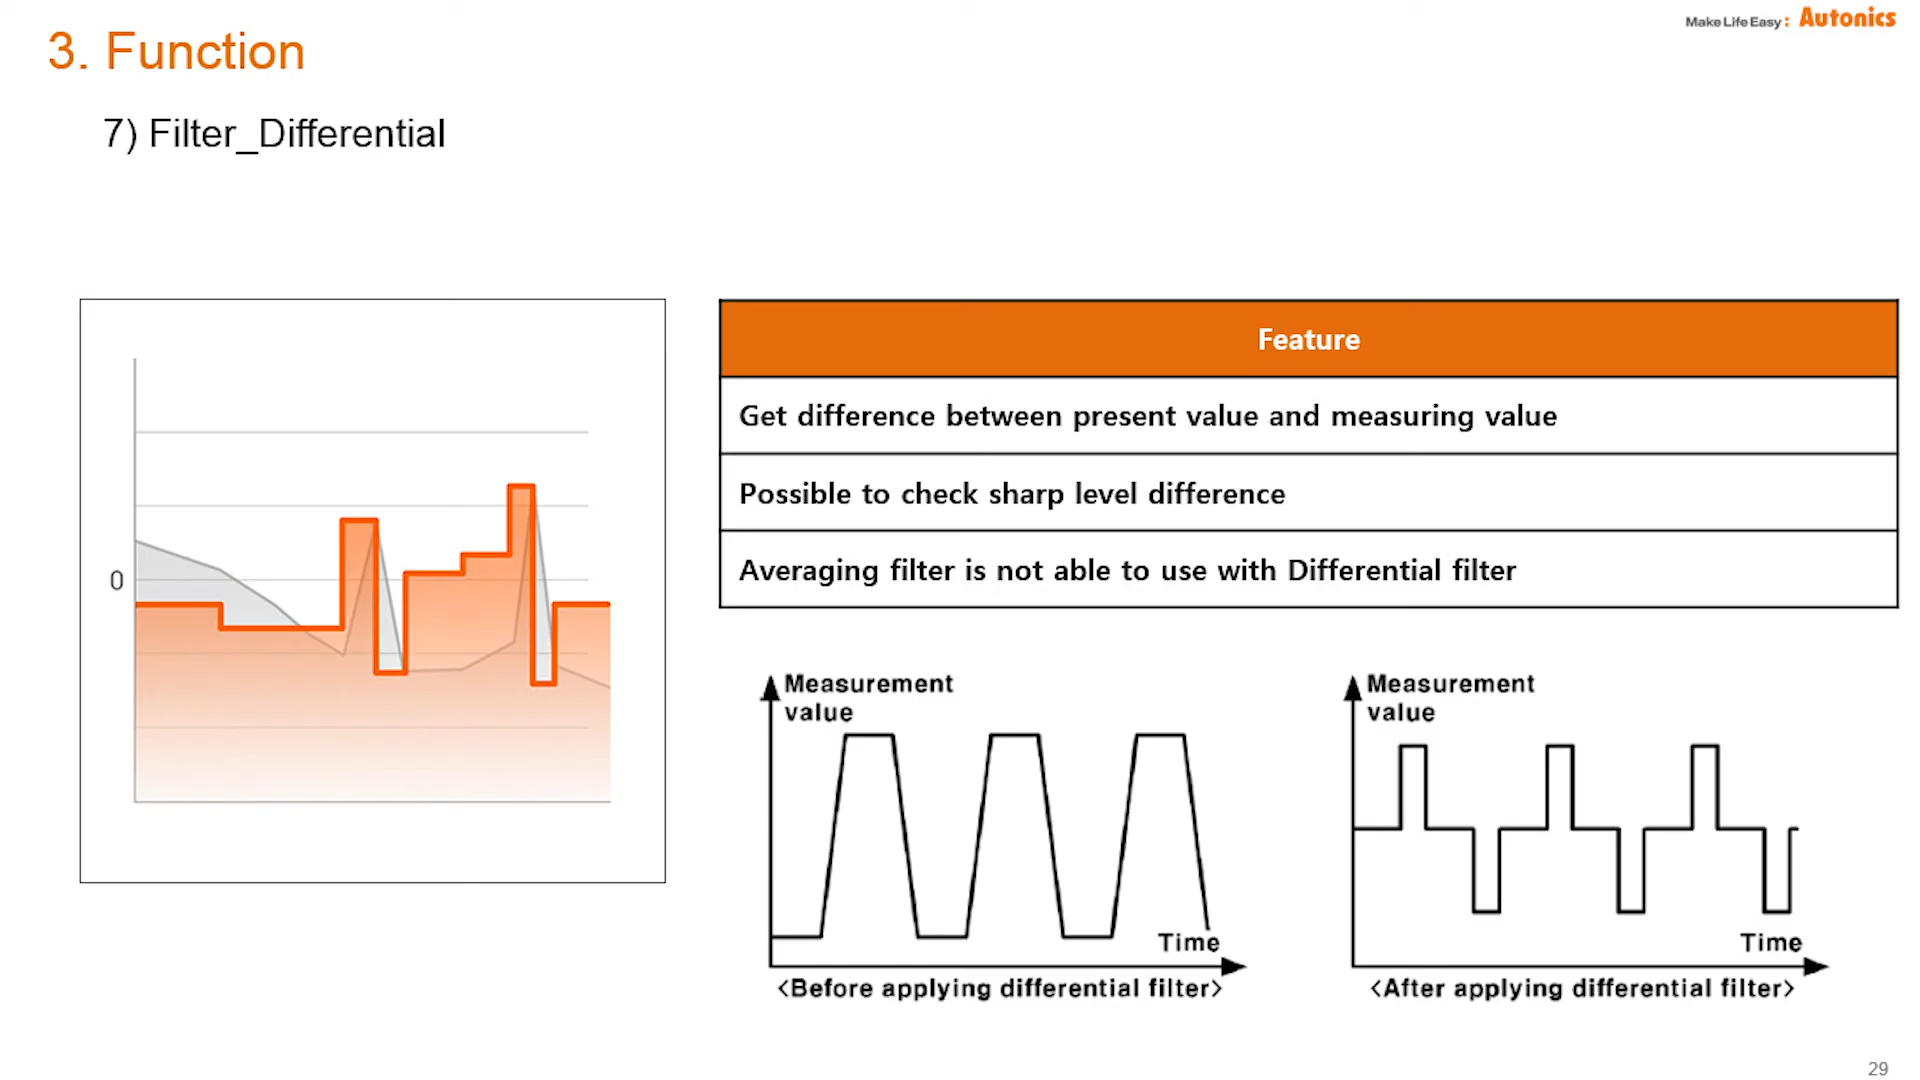 Make Life Easy: Autonics
3. Function
7) Filter_Differential
0
Feature
Get difference between present value and measuring value
Possible to check sharp level difference
Averaging filter is not able to use with Differential filter
Measurement
value
Time
<Before applying differential filter>
Measurement
value
Time
<After applying differential filter>
29